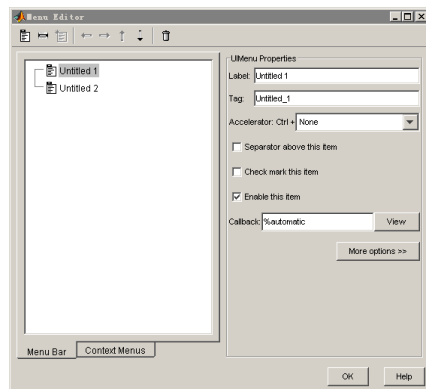 Menu Editor
Untitled 1
Untitled 2
Menu Bar
Context Menus
UIMenu Properties
Label: Untitled 1
Tag: Untitled_1
Accelerator: Ctrl + None
Separator above this item
Check mark this item
Enable this item
Callback: %automatic View
More options >>
OK Help